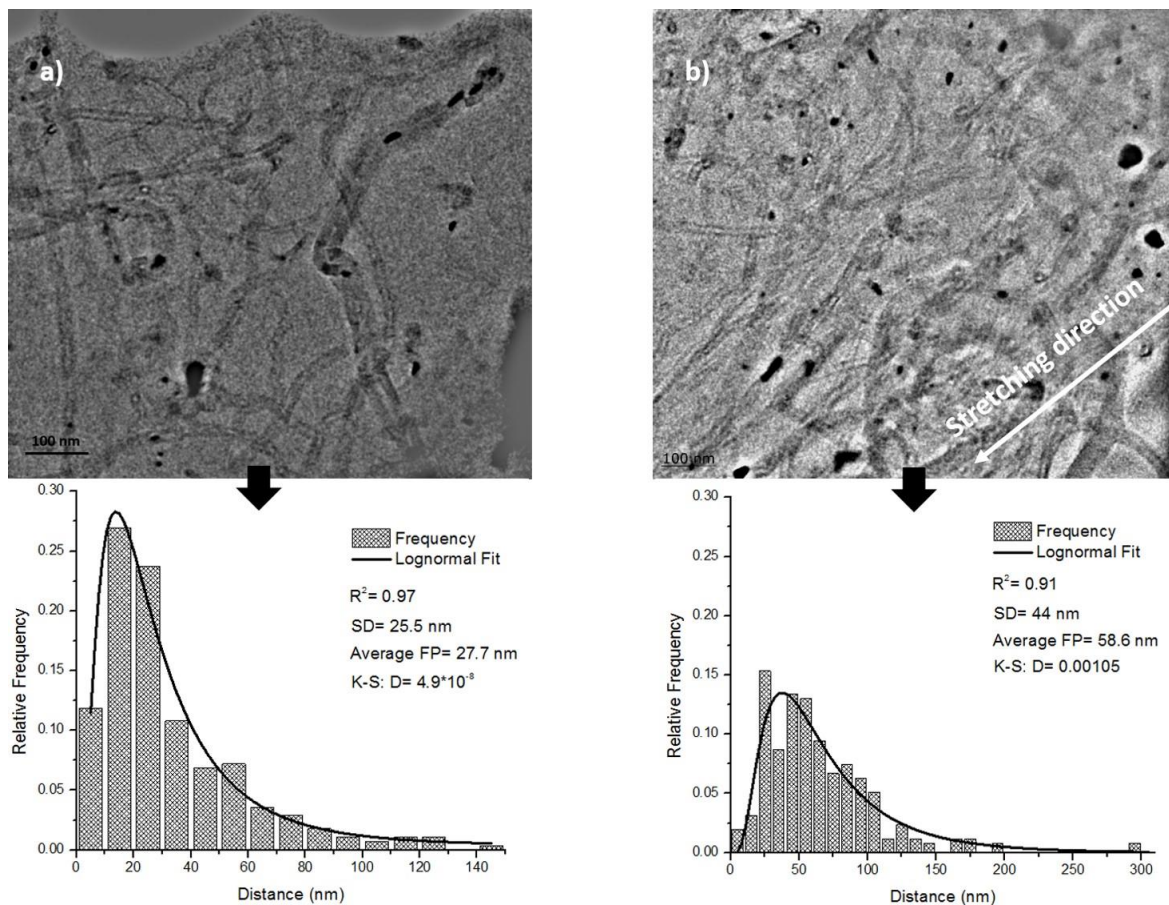 a)
100 nm
0.30
0.25
0.20
0.15
0.10
0.05
0.00
Relative Frequency
Frequency
Lognormal Fit
R²= 0.97
SD= 25.5 nm
Average FP= 27.7 nm
K-S: D= 4.9*10⁻⁸
0 20 40 60 80 100 120 140
Distance (nm)
b)
Stretching direction
100 nm
0.30
0.25
0.20
0.15
0.10
0.05
0.00
Relative Frequency
Frequency
Lognormal Fit
R²= 0.91
SD= 44 nm
Average FP= 58.6 nm
K-S: D= 0.00105
0 50 100 150 200 250 300
Distance (nm)